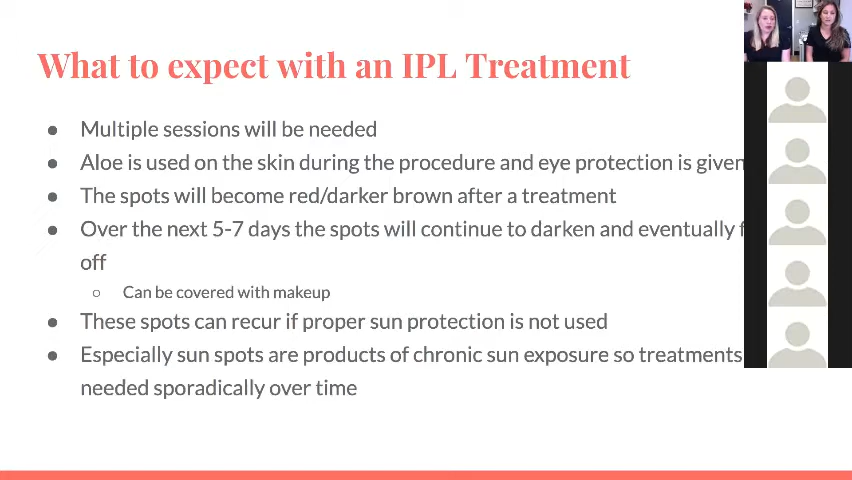 What to expect with an IPL Treatment
● Multiple sessions will be needed
● Aloe is used on the skin during the procedure and eye protection is given
● The spots will become red/darker brown after a treatment
● Over the next 5-7 days the spots will continue to darken and eventually
off
○ Can be covered with makeup
● These spots can recur if proper sun protection is not used
● Especially sun spots are products of chronic sun exposure so treatments
needed sporadically over time